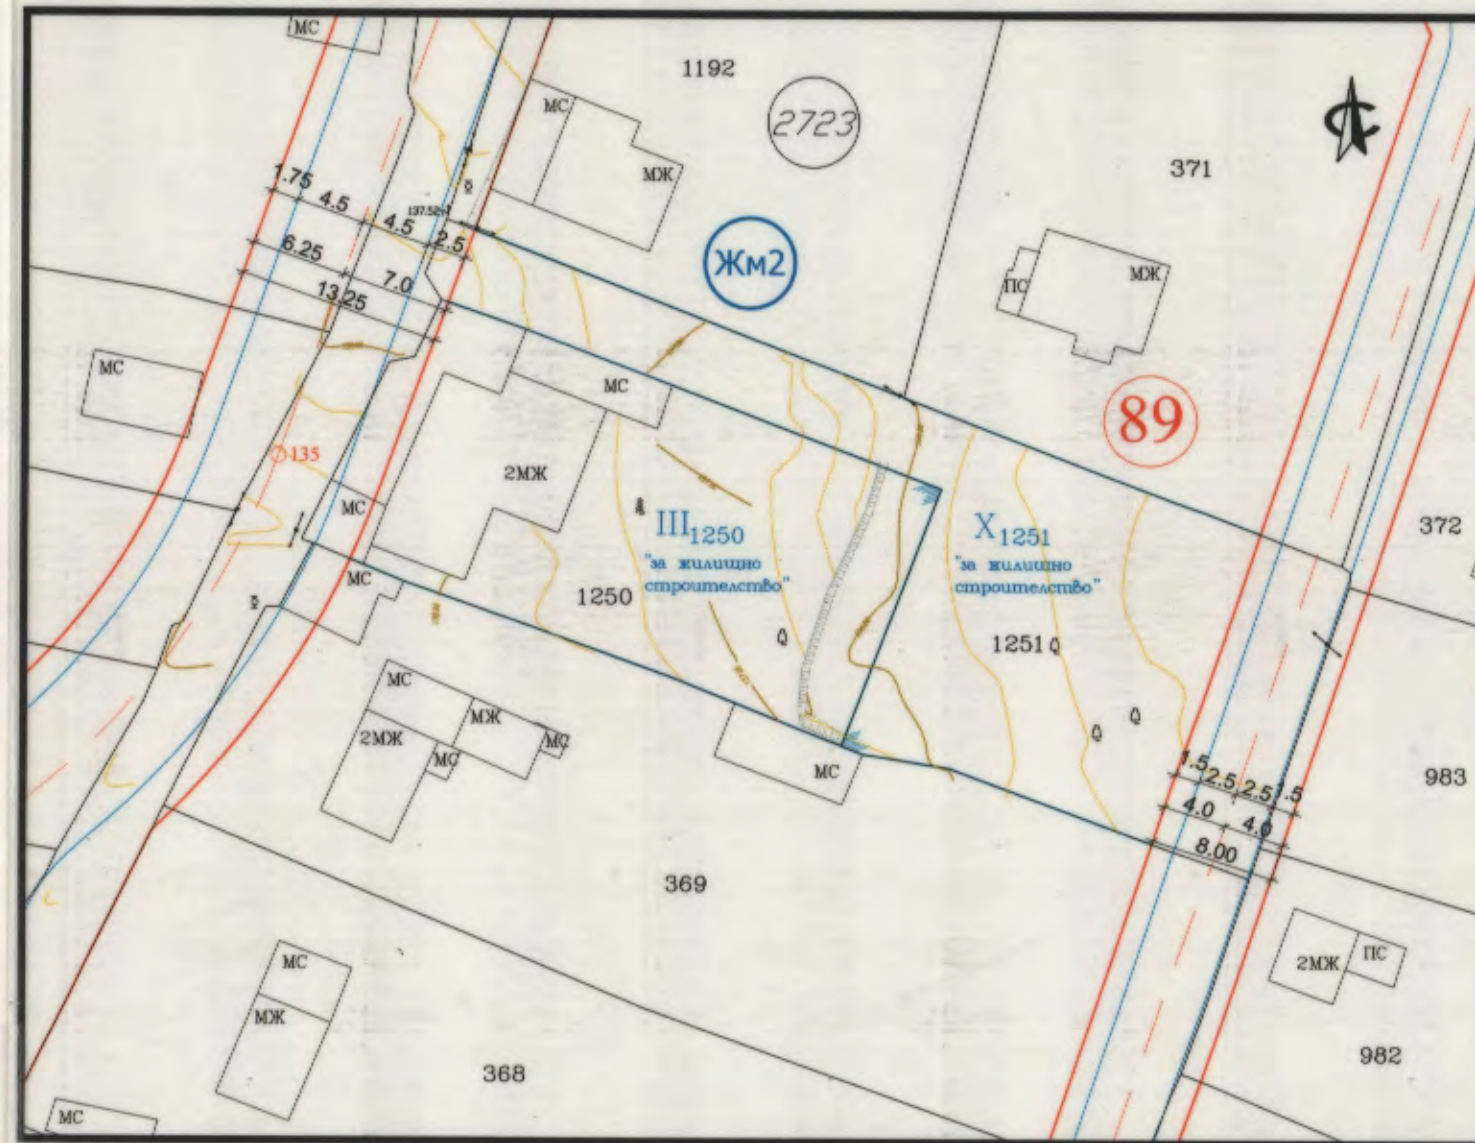 МС
1192
2723
МС
МЖ
371
1.75
4.5
4.5
2.5
6.25
7.0
13.25
Жм2
ПС
МЖ
МС
МС
89
135
2МЖ
МС
III1250
"за жилищно
строителство"
X1251
"за жилищно
строителство"
372
МС
1250
1251
МС
МЖ
2МЖ
МС
МС
МС
1.5
2.5
2.5
1.5
4.0
4.0
8.00
983
369
МС
МЖ
2МЖ
ПС
368
982
МС